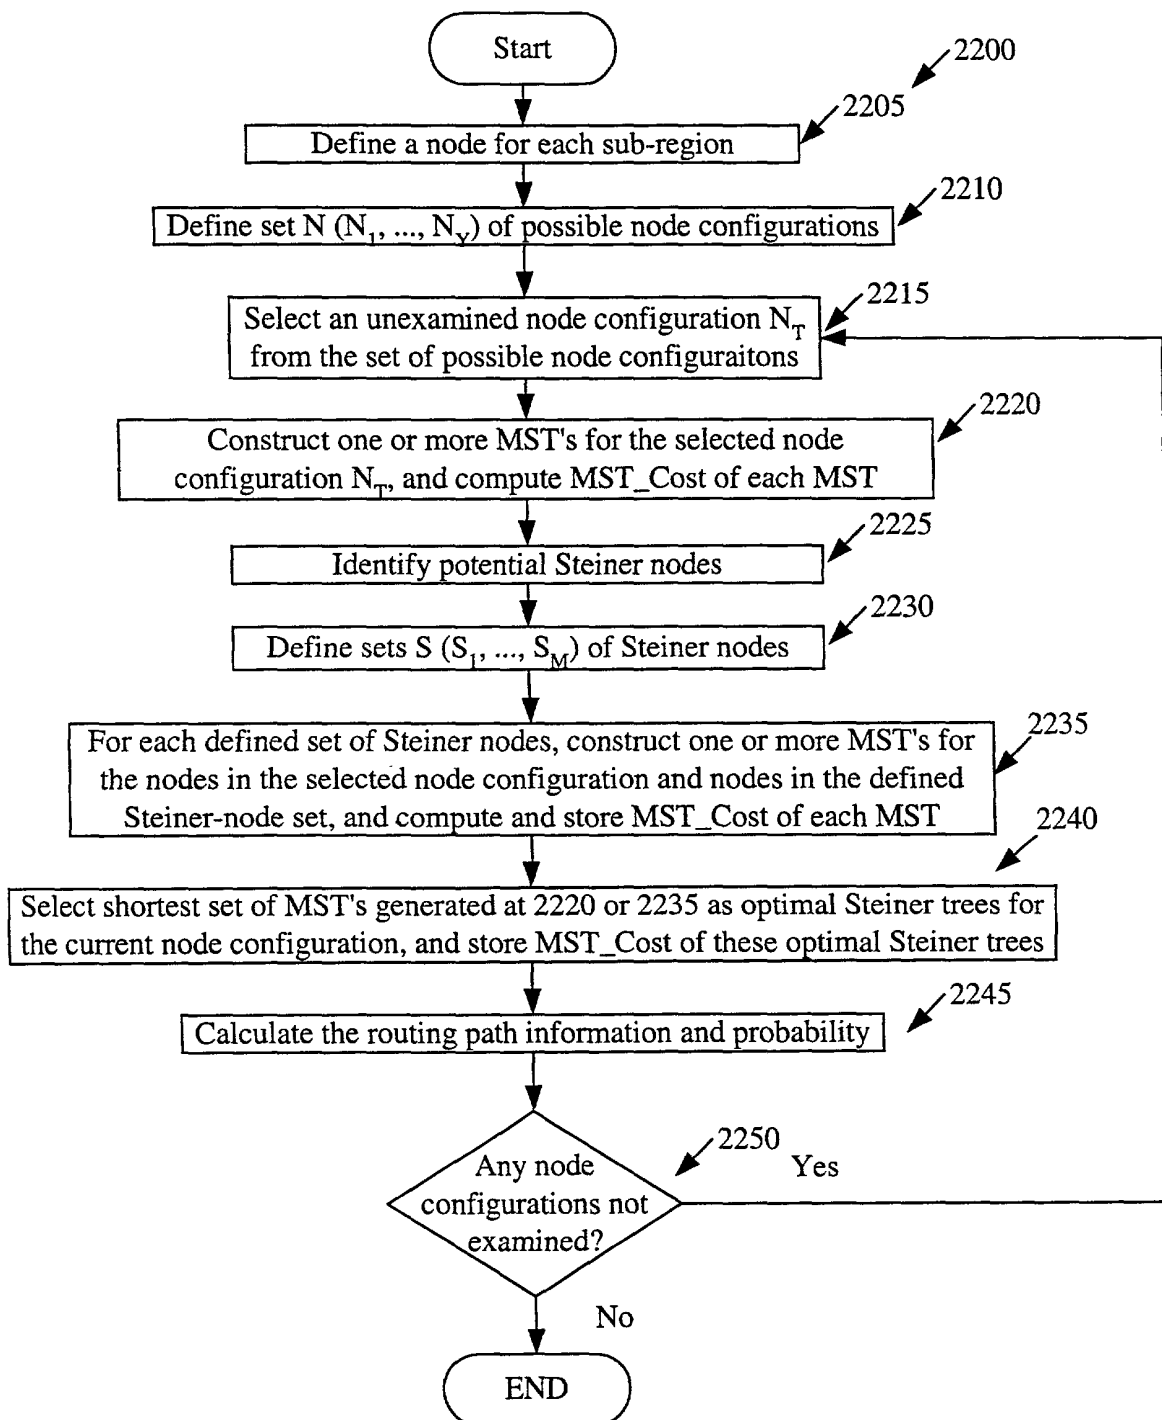 Start
2200
2205
Define a node for each sub-region
2210
Define set N (N₁, ..., N_Y) of possible node configurations
2215
Select an unexamined node configuration N_T
from the set of possible node configuraitons
2220
Construct one or more MST's for the selected node
configuration N_T, and compute MST_Cost of each MST
2225
Identify potential Steiner nodes
2230
Define sets S (S₁, ..., S_M) of Steiner nodes
2235
For each defined set of Steiner nodes, construct one or more MST's for
the nodes in the selected node configuration and nodes in the defined
Steiner-node set, and compute and store MST_Cost of each MST
2240
Select shortest set of MST's generated at 2220 or 2235 as optimal Steiner trees for
the current node configuration, and store MST_Cost of these optimal Steiner trees
2245
Calculate the routing path information and probability
2250
Yes
Any node
configurations not
examined?
No
END